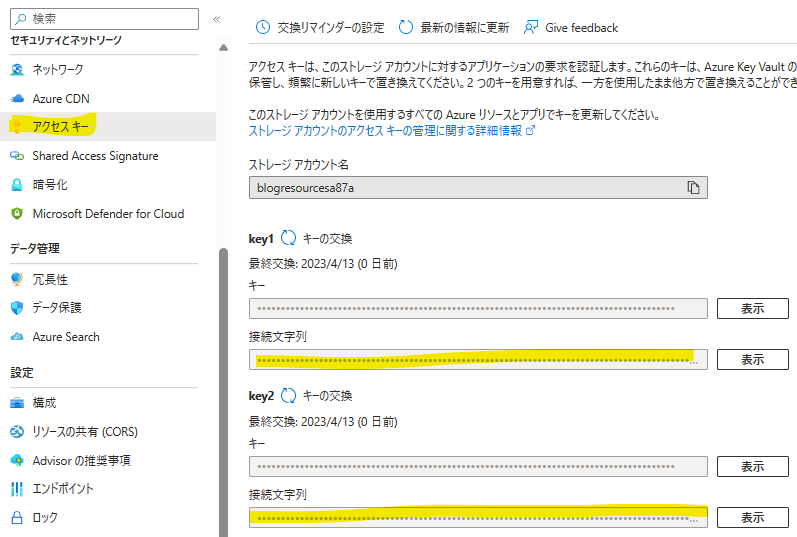 検索
«
セキュリティとネットワーク
ネットワーク
Azure CDN
アクセス キー
Shared Access Signature
暗号化
Microsoft Defender for Cloud
データ管理
冗長性
データ保護
Azure Search
設定
構成
リソースの共有 (CORS)
Advisor の推奨事項
エンドポイント
ロック
交換リマインダーの設定
最新の情報に更新
Give feedback
アクセス キーは、このストレージ アカウントに対するアプリケーションの要求を認証します。これらのキーは、Azure Key Vault の
保管し、頻繁に新しいキーで置き換えてください。2 つのキーを用意すれば、一方を使用したまま他方で置き換えることができ
このストレージ アカウントを使用するすべての Azure リソースとアプリでキーを更新してください。
ストレージ アカウントのアクセス キーの管理に関する詳細情報
ストレージ アカウント名
blogresourcesa87a
key1 キーの交換
最終交換: 2023/4/13 (0 日前)
キー
表示
接続文字列
表示
key2 キーの交換
最終交換: 2023/4/13 (0 日前)
キー
表示
接続文字列
表示